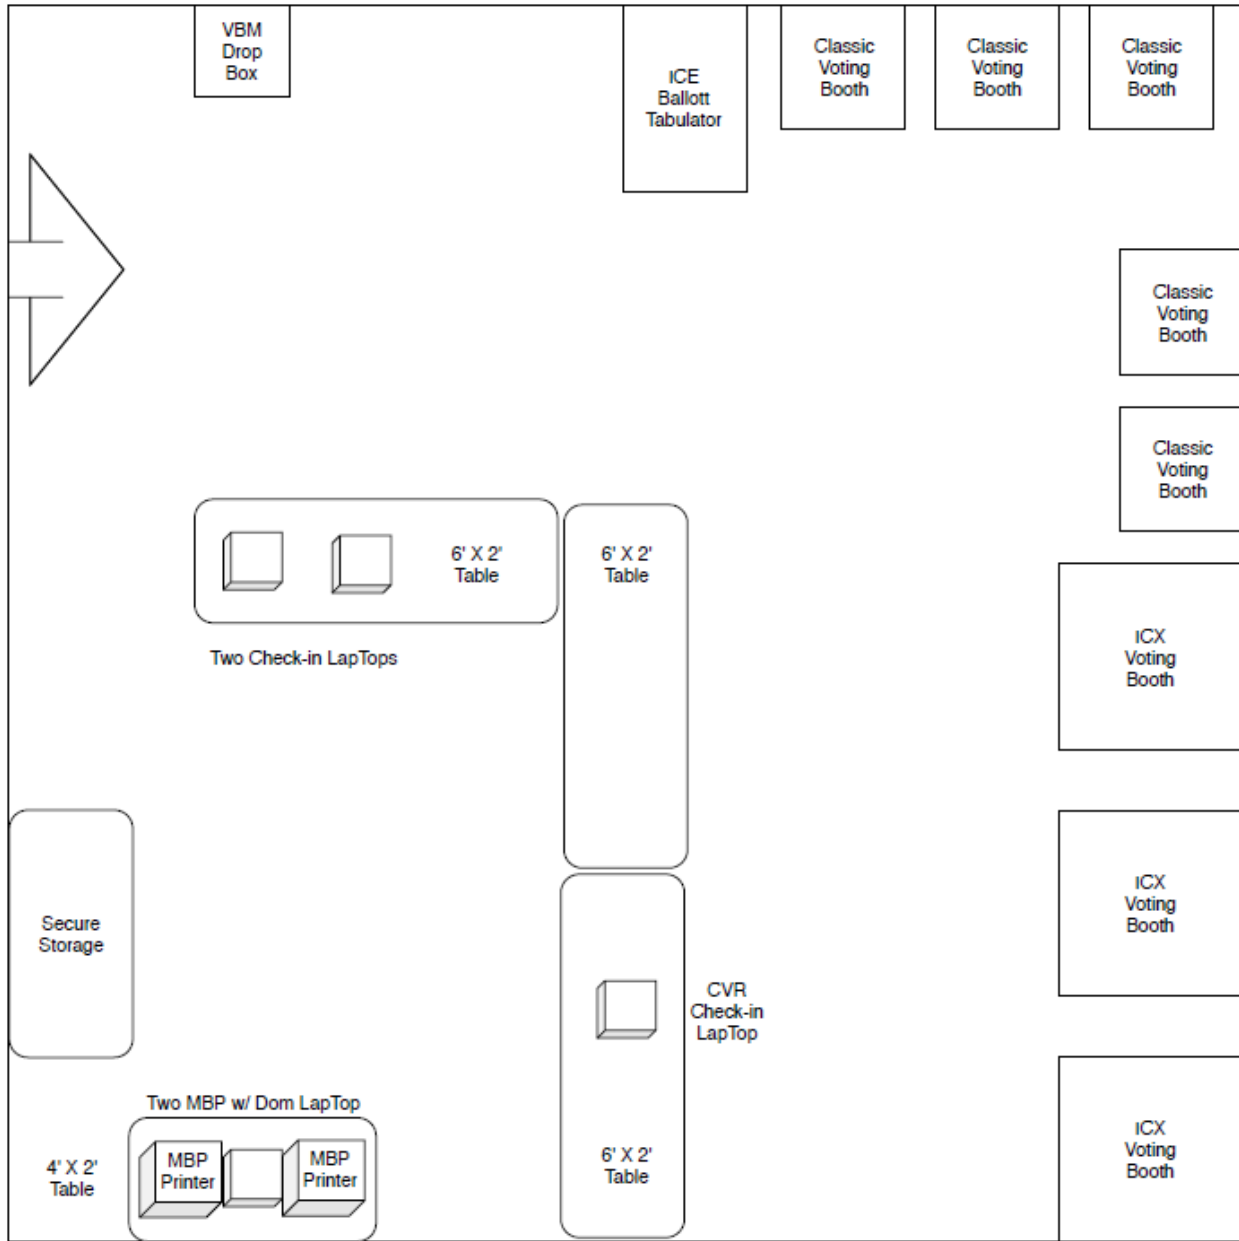 VBM
Drop
Box
ICE
Ballott
Tabulator
Classic
Voting
Booth
Classic
Voting
Booth
Classic
Voting
Booth
Classic
Voting
Booth
Classic
Voting
Booth
6' X 2'
Table
6' X 2'
Table
Two Check-in LapTops
ICX
Voting
Booth
Secure
Storage
ICX
Voting
Booth
CVR
Check-in
LapTop
Two MBP w/ Dom LapTop
4' X 2'
Table
MBP
Printer
MBP
Printer
6' X 2'
Table
ICX
Voting
Booth